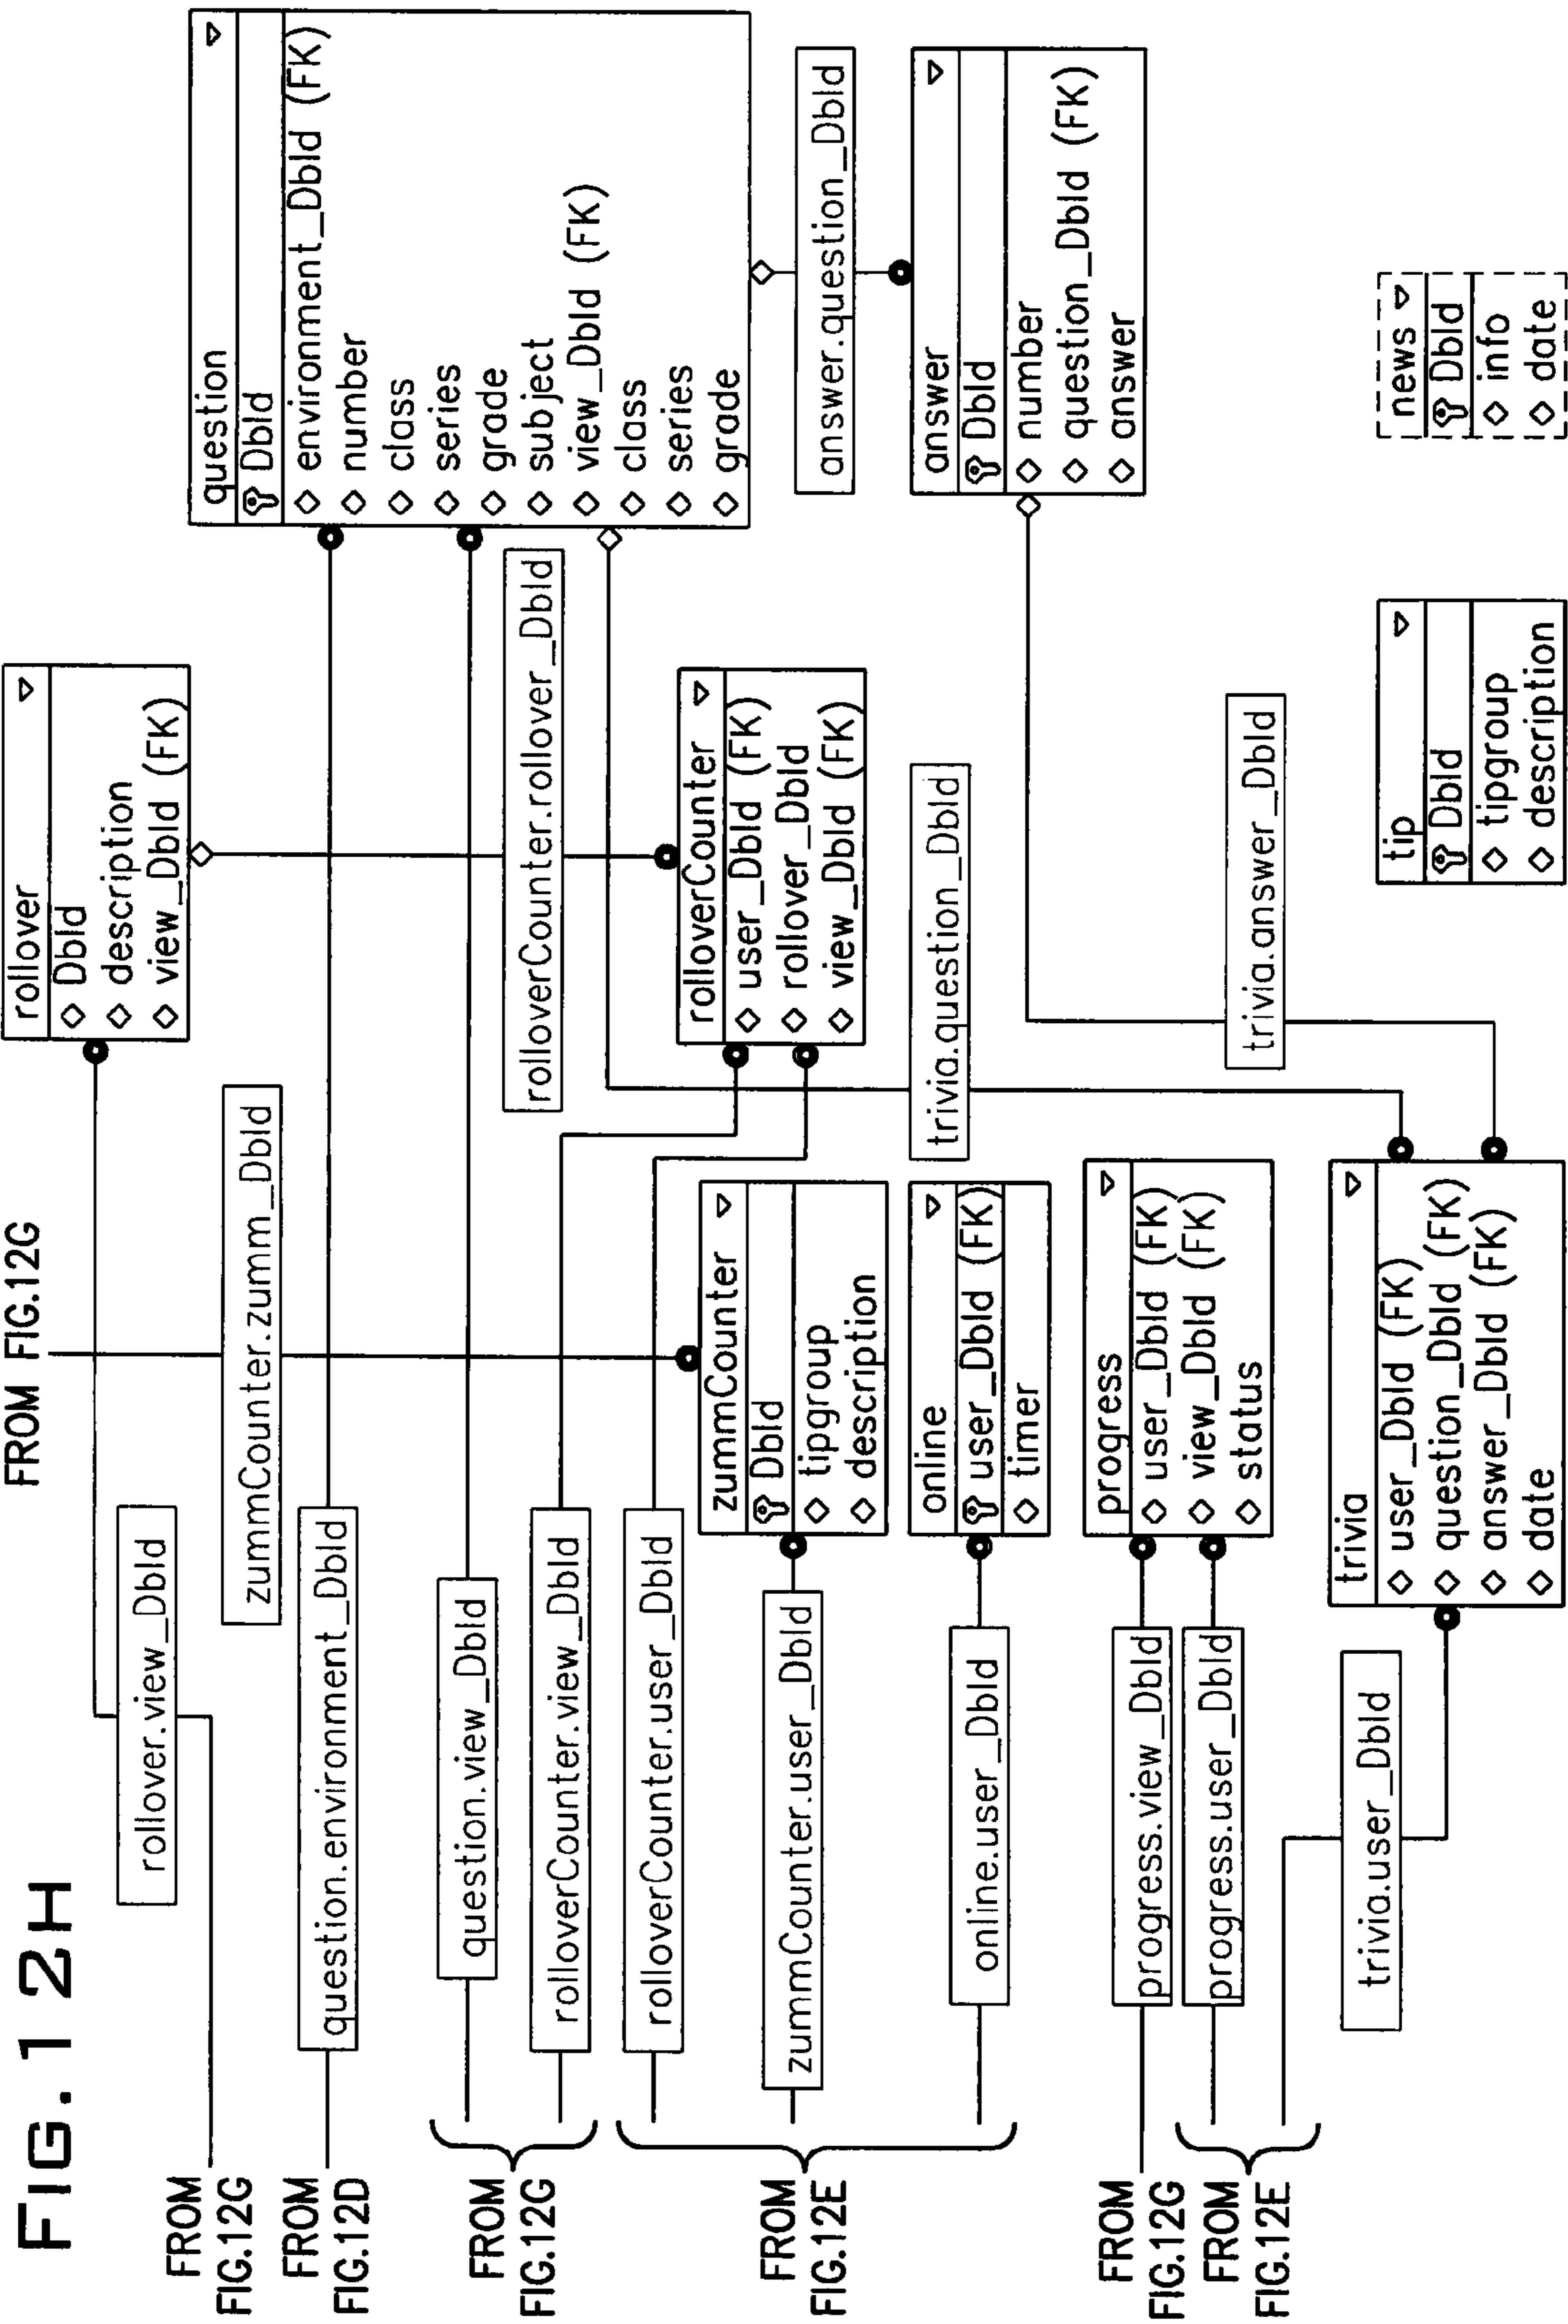 FIG.12H
FROM FIG.12G
FROM
FIG.12G
FROM
FIG.12D
FROM
FIG.12G
FROM
FIG.12E
FROM
FIG.12G
FROM
FIG.12E
rollover.view_DbId
zummCounter.zumm_DbId
question.environment_DbId
question.view_DbId
rolloverCounter.view_DbId
rolloverCounter.user_DbId
zummCounter.user_DbId
online.user_DbId
progress.view_DbId
progress.user_DbId
trivia.user_DbId
rollover
DbId
description
view_DbId (FK)
rolloverCounter.rollover_DbId
rolloverCounter
user_DbId (FK)
rollover_DbId
view_DbId (FK)
zummCounter
DbId
tipgroup
description
online
user_DbId (FK)
timer
progress
user_DbId (FK)
view_DbId (FK)
status
trivia
user_DbId (FK)
question_DbId (FK)
answer_DbId (FK)
date
trivia.question_DbId
trivia.answer_DbId
question
DbId
environment_DbId (FK)
number
class
series
grade
subject
view_DbId (FK)
class
series
grade
answer.question_DbId
answer
DbId
number
question_DbId (FK)
answer
tip
DbId
tipgroup
description
news
DbId
info
date